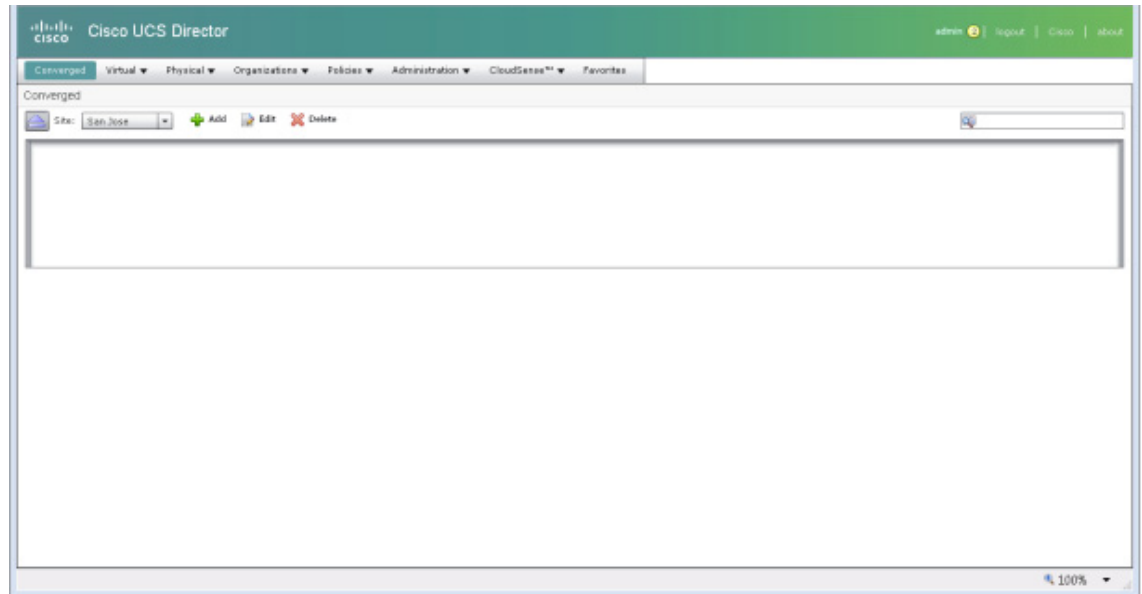 CISCO Cisco UCS Director
admin | logout | Cisco | about
Converged Virtual Physical Organizations Policies Administration CloudSense™ Favorites
Converged
Site: San Jose Add Edit Delete
100%